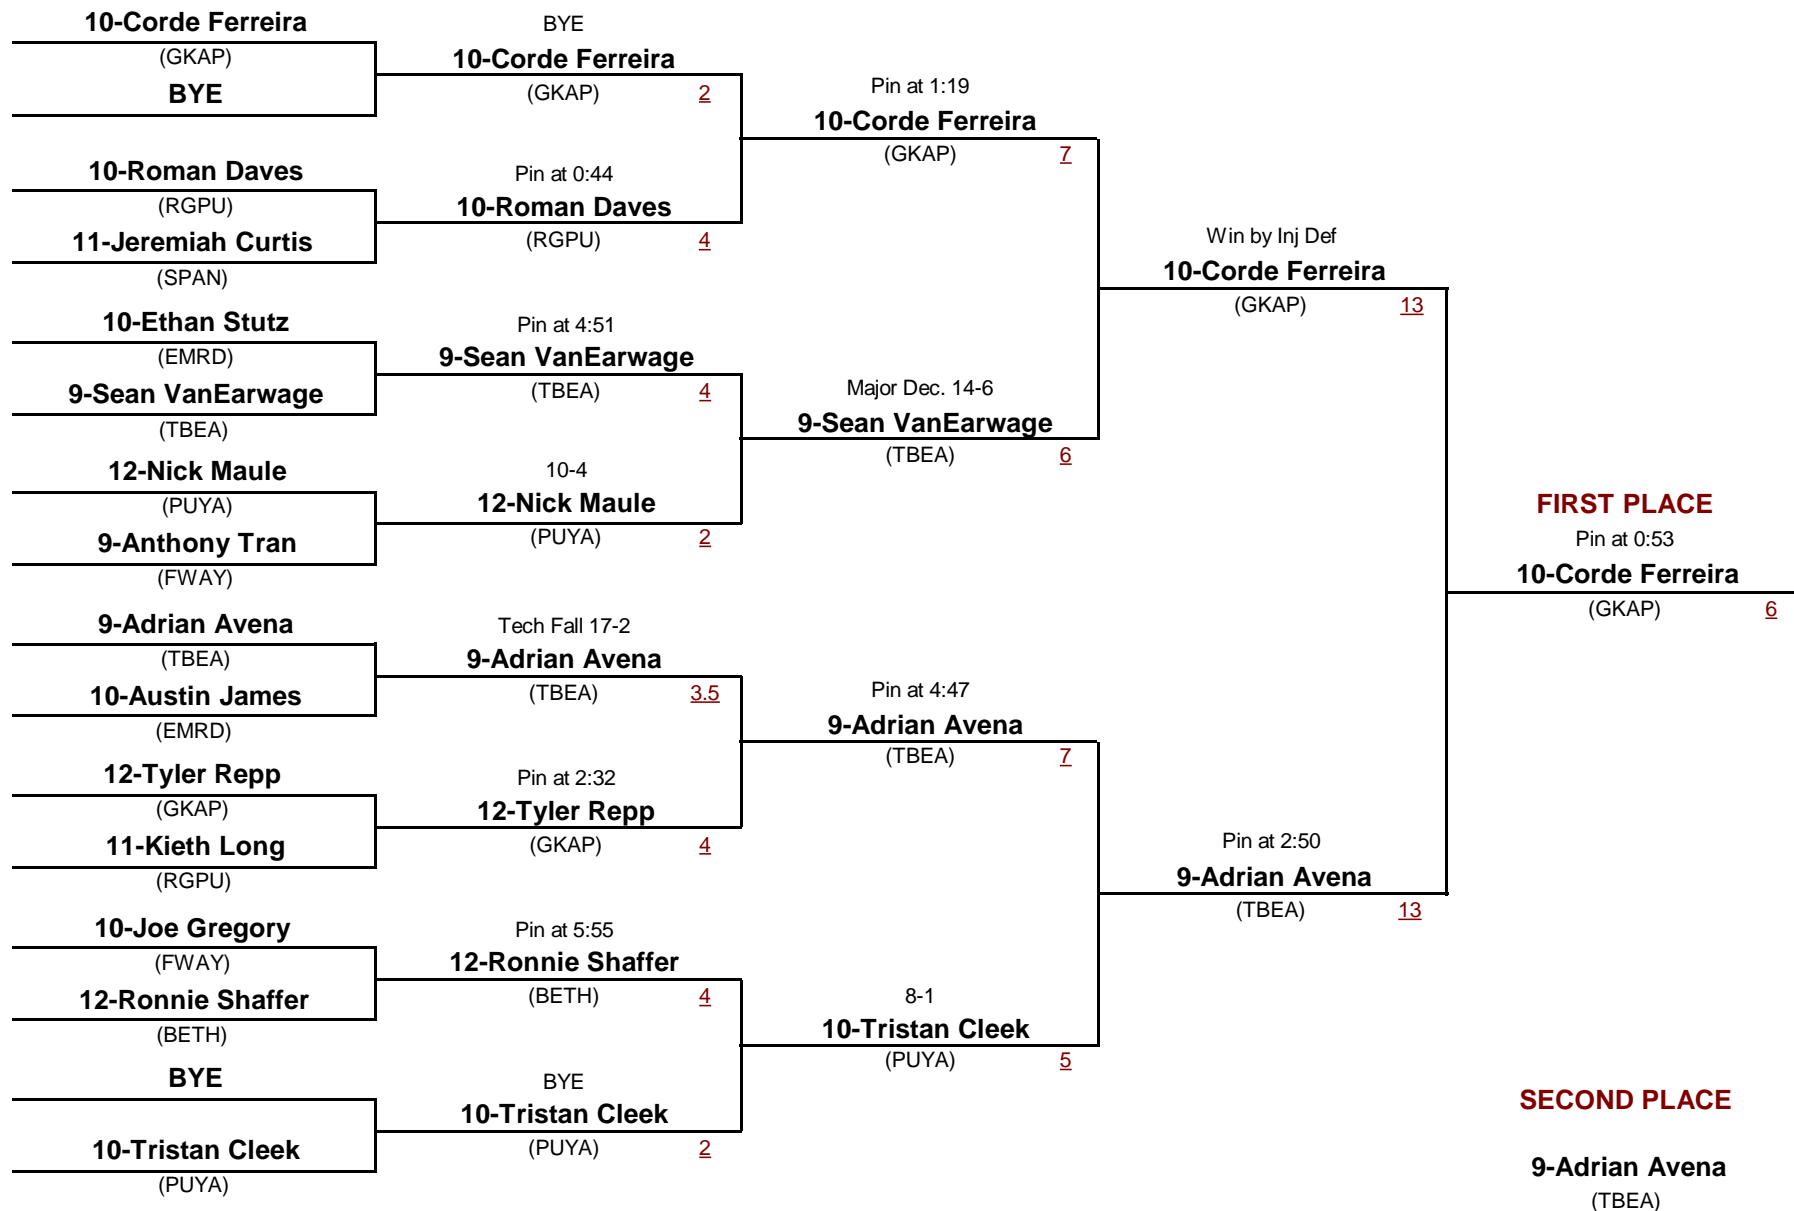 10-Corde Ferreira
(GKAP)
BYE
10-Roman Daves
(RGPU)
11-Jeremiah Curtis
(SPAN)
10-Ethan Stutz
(EMRD)
9-Sean VanEarwage
(TBEA)
12-Nick Maule
(PUYA)
9-Anthony Tran
(FWAY)
9-Adrian Avena
(TBEA)
10-Austin James
(EMRD)
12-Tyler Repp
(GKAP)
11-Kieth Long
(RGPU)
10-Joe Gregory
(FWAY)
12-Ronnie Shaffer
(BETH)
BYE
10-Tristan Cleek
(PUYA)
BYE
10-Corde Ferreira
(GKAP) 2
Pin at 0:44
10-Roman Daves
(RGPU) 4
Pin at 4:51
9-Sean VanEarwage
(TBEA) 4
10-4
12-Nick Maule
(PUYA) 2
Tech Fall 17-2
9-Adrian Avena
(TBEA) 3.5
Pin at 2:32
12-Tyler Repp
(GKAP) 4
Pin at 5:55
12-Ronnie Shaffer
(BETH) 4
BYE
10-Tristan Cleek
(PUYA) 2
Pin at 1:19
10-Corde Ferreira
(GKAP) 7
Major Dec. 14-6
9-Sean VanEarwage
(TBEA) 6
Pin at 4:47
9-Adrian Avena
(TBEA) 7
8-1
10-Tristan Cleek
(PUYA) 5
Win by Inj Def
10-Corde Ferreira
(GKAP) 13
Pin at 2:50
9-Adrian Avena
(TBEA) 13
FIRST PLACE
Pin at 0:53
10-Corde Ferreira
(GKAP) 6
SECOND PLACE
9-Adrian Avena
(TBEA)